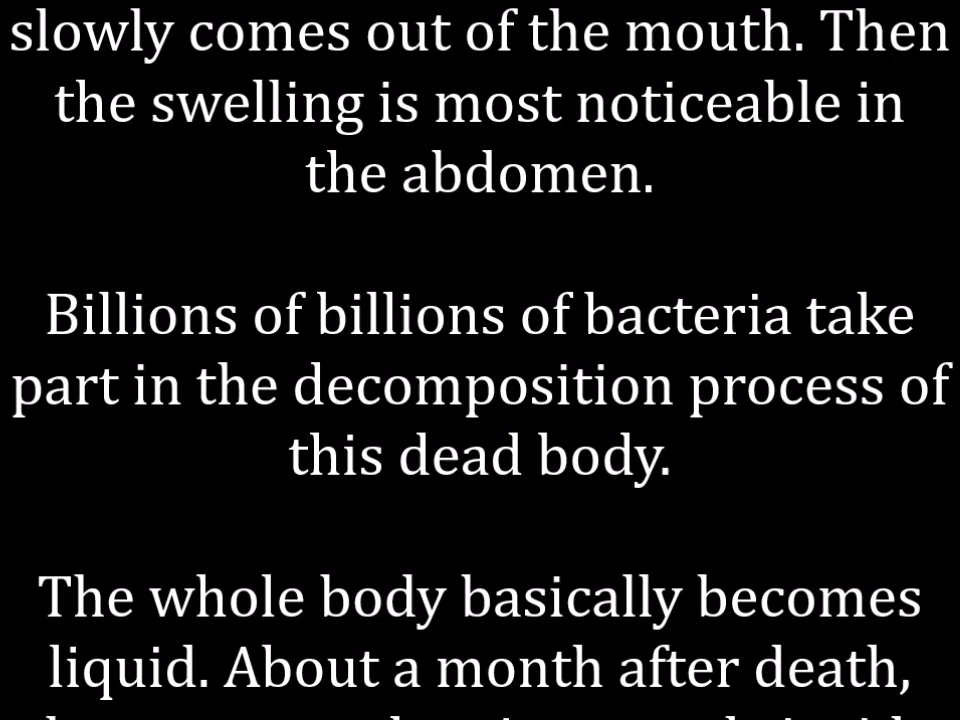 slowly comes out of the mouth. Then
the swelling is most noticeable in
the abdomen.
Billions of billions of bacteria take
part in the decomposition process of
this dead body.
The whole body basically becomes
liquid. About a month after death,